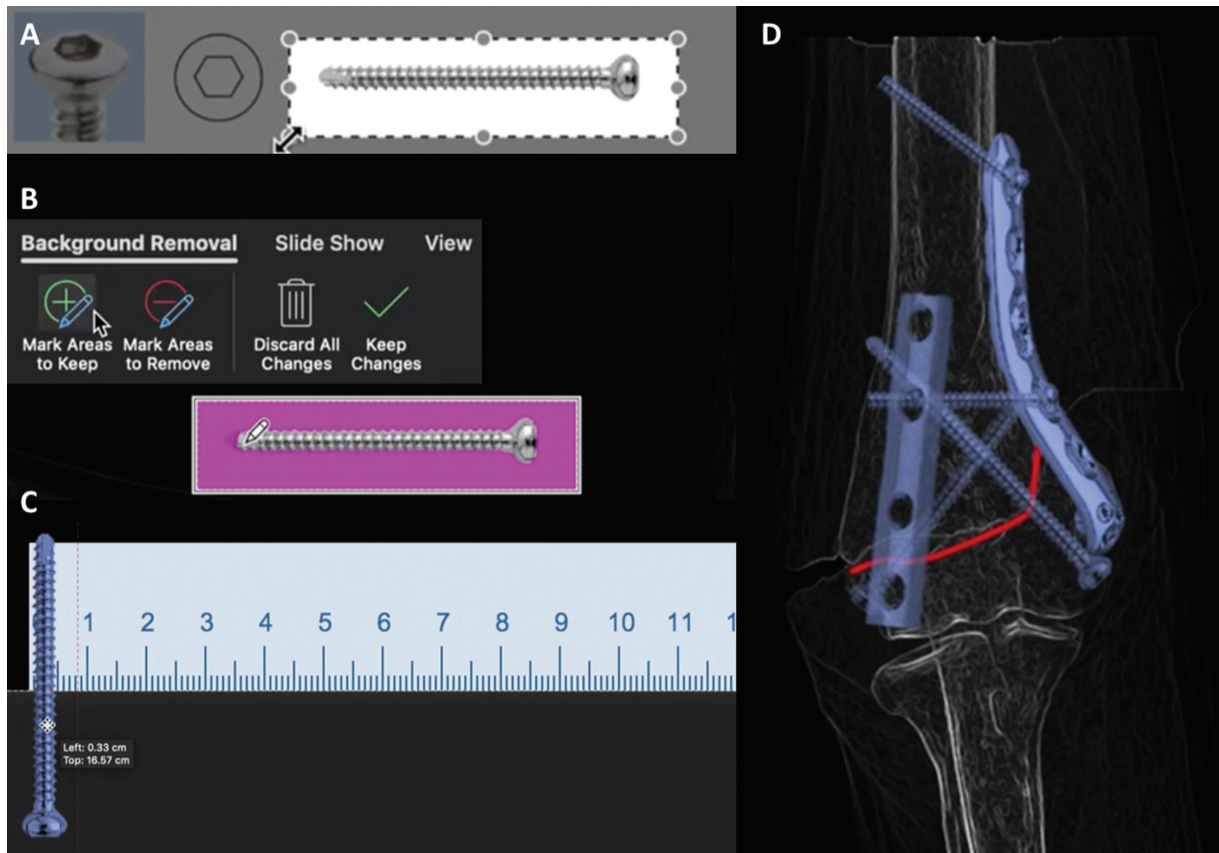 A
B
Background Removal Slide Show View
Mark Areas Mark Areas Discard All Keep
to Keep to Remove Changes Changes
C
1 2 3 4 5 6 7 8 9 10 11 1
Left: 0.33 cm
Top: 16.57 cm
D